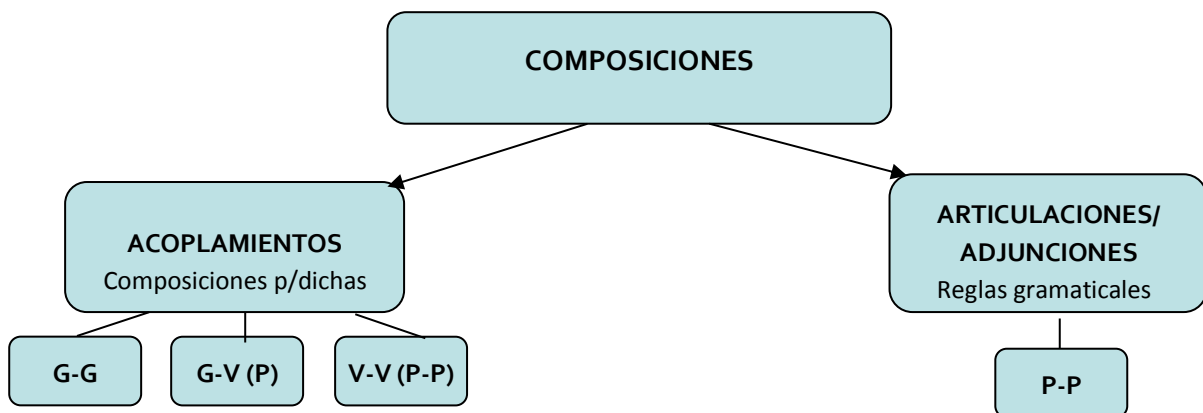 COMPOSICIONES
ACOPLAMIENTOS
Composiciones p/dichas
ARTICULACIONES/
ADJUNCIONES
Reglas gramaticales
G-G
G-V (P)
V-V (P-P)
P-P